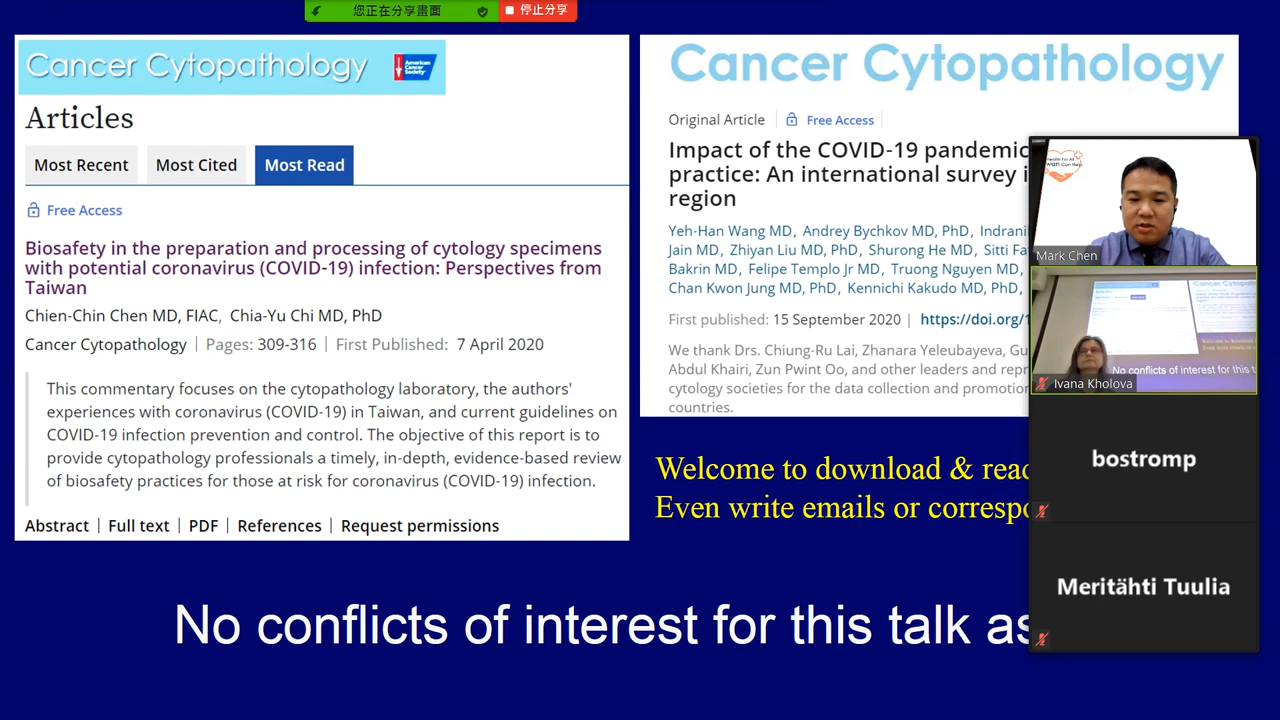 您正在分享畫面
停止分享
Cancer Cytopathology
American
Cancer
Society
Articles
Most Recent
Most Cited
Most Read
Free Access
Biosafety in the preparation and processing of cytology specimens
with potential coronavirus (COVID-19) infection: Perspectives from
Taiwan
Chien-Chin Chen MD, FIAC, Chia-Yu Chi MD, PhD
Cancer Cytopathology | Pages: 309-316 | First Published: 7 April 2020
This commentary focuses on the cytopathology laboratory, the authors'
experiences with coronavirus (COVID-19) in Taiwan, and current guidelines on
COVID-19 infection prevention and control. The objective of this report is to
provide cytopathology professionals a timely, in-depth, evidence-based review
of biosafety practices for those at risk for coronavirus (COVID-19) infection.
Abstract | Full text | PDF | References | Request permissions
Cancer Cytopathology
Original Article | Free Access
Impact of the COVID-19 pandemic
practice: An international survey i
region
Yeh-Han Wang MD, Andrey Bychkov MD, PhD, Indrani
Jain MD, Zhiyan Liu MD, PhD, Shurong He MD, Sitti Fa
Bakrin MD, Felipe Templo Jr MD, Truong Nguyen MD,
Chan Kwon Jung MD, PhD, Kennichi Kakudo MD, PhD,
First published: 15 September 2020 | https://doi.org/1
We thank Drs. Chiung-Ru Lai, Zhanara Yeleubayeva, Gu
Abdul Khairi, Zun Pwint Oo, and other leaders and repr
cytology societies for the data collection and promotion
countries.
Welcome to download & read
Even write emails or correspo
No conflicts of interest for this talk as
Health For All
Can Help
Mark Chen
No conflicts of interest for this t
Ivana Kholova
bostromp
Meritähti Tuulia